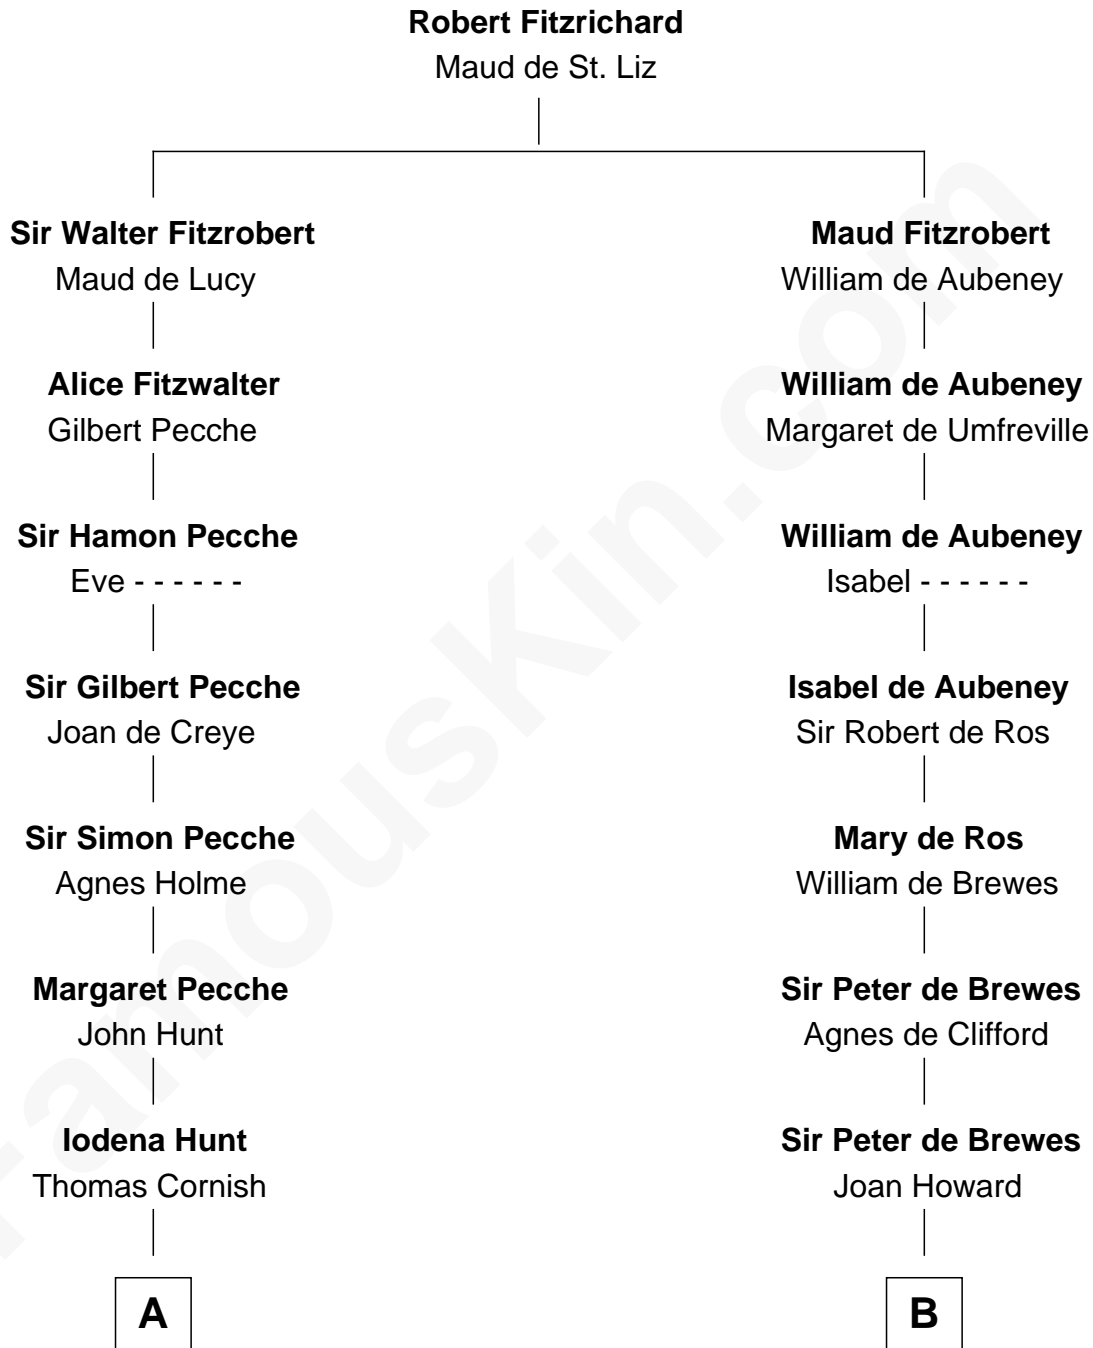 Robert Fitzrichard
Maud de St. Liz
Sir Walter Fitzrobert
Maud de Lucy
Maud Fitzrobert
William de Aubeney
Alice Fitzwalter
Gilbert Pecche
William de Aubeney
Margaret de Umfreville
Sir Hamon Pecche
Eve - - - - - -
William de Aubeney
Isabel - - - - - -
Sir Gilbert Pecche
Joan de Creye
Isabel de Aubeney
Sir Robert de Ros
Sir Simon Pecche
Agnes Holme
Mary de Ros
William de Brewes
Margaret Pecche
John Hunt
Sir Peter de Brewes
Agnes de Clifford
Iodena Hunt
Thomas Cornish
Sir Peter de Brewes
Joan Howard
A
B
FamousKin.com